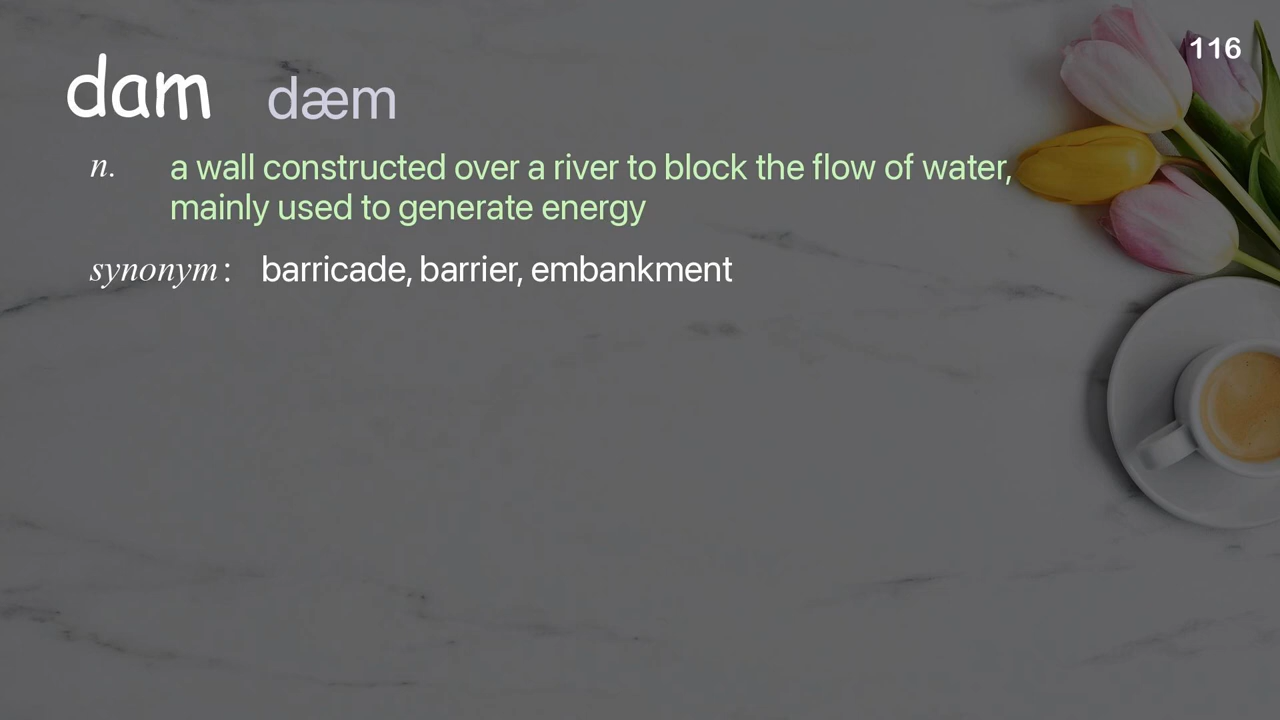 116
dam dæm
n. a wall constructed over a river to block the flow of water,
mainly used to generate energy
synonym: barricade, barrier, embankment